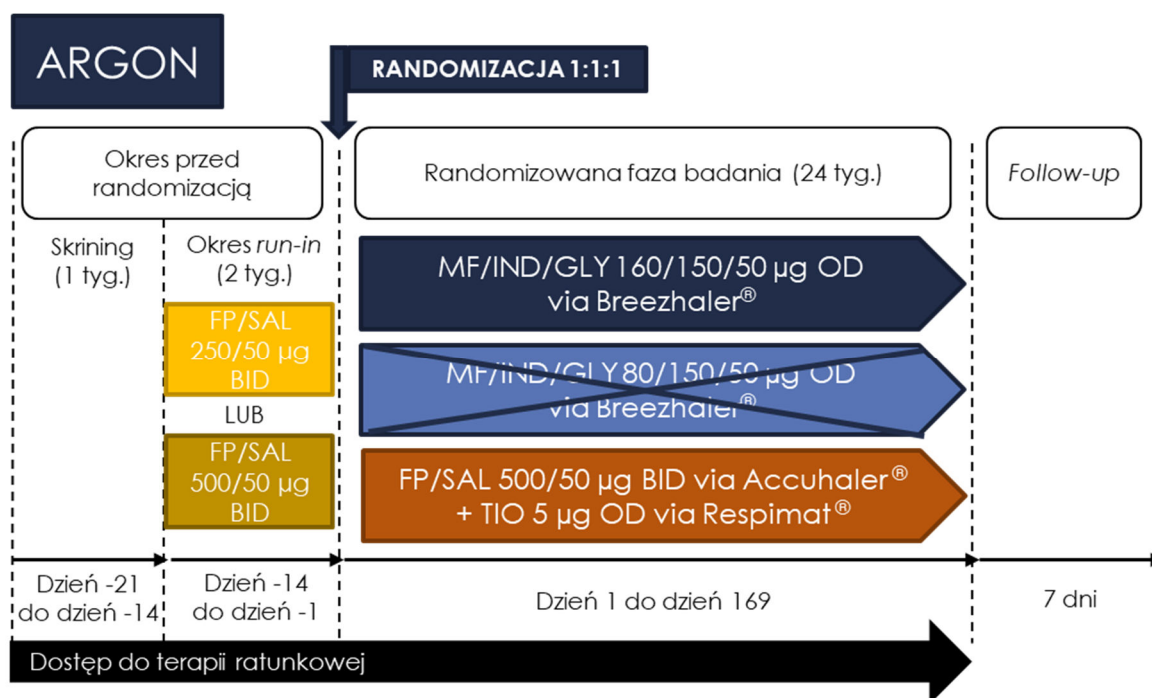 ARGON
RANDOMIZACJA 1:1:1
Okres przed
randomizacją
Randomizowana faza badania (24 tyg.)
Follow-up
Skrining
(1 tyg.)
Okres run-in
(2 tyg.)
FP/SAL
250/50 µg
BID
LUB
FP/SAL
500/50 µg
BID
MF/IND/GLY 160/150/50 µg OD
via Breezhaler®
MF/IND/GLY 80/150/50 µg OD
via Breezhaler®
FP/SAL 500/50 µg BID via Accuhaler®
+ TIO 5 µg OD via Respimat®
Dzień -21
do dzień -14
Dzień -14
do dzień -1
Dzień 1 do dzień 169
7 dni
Dostęp do terapii ratunkowej